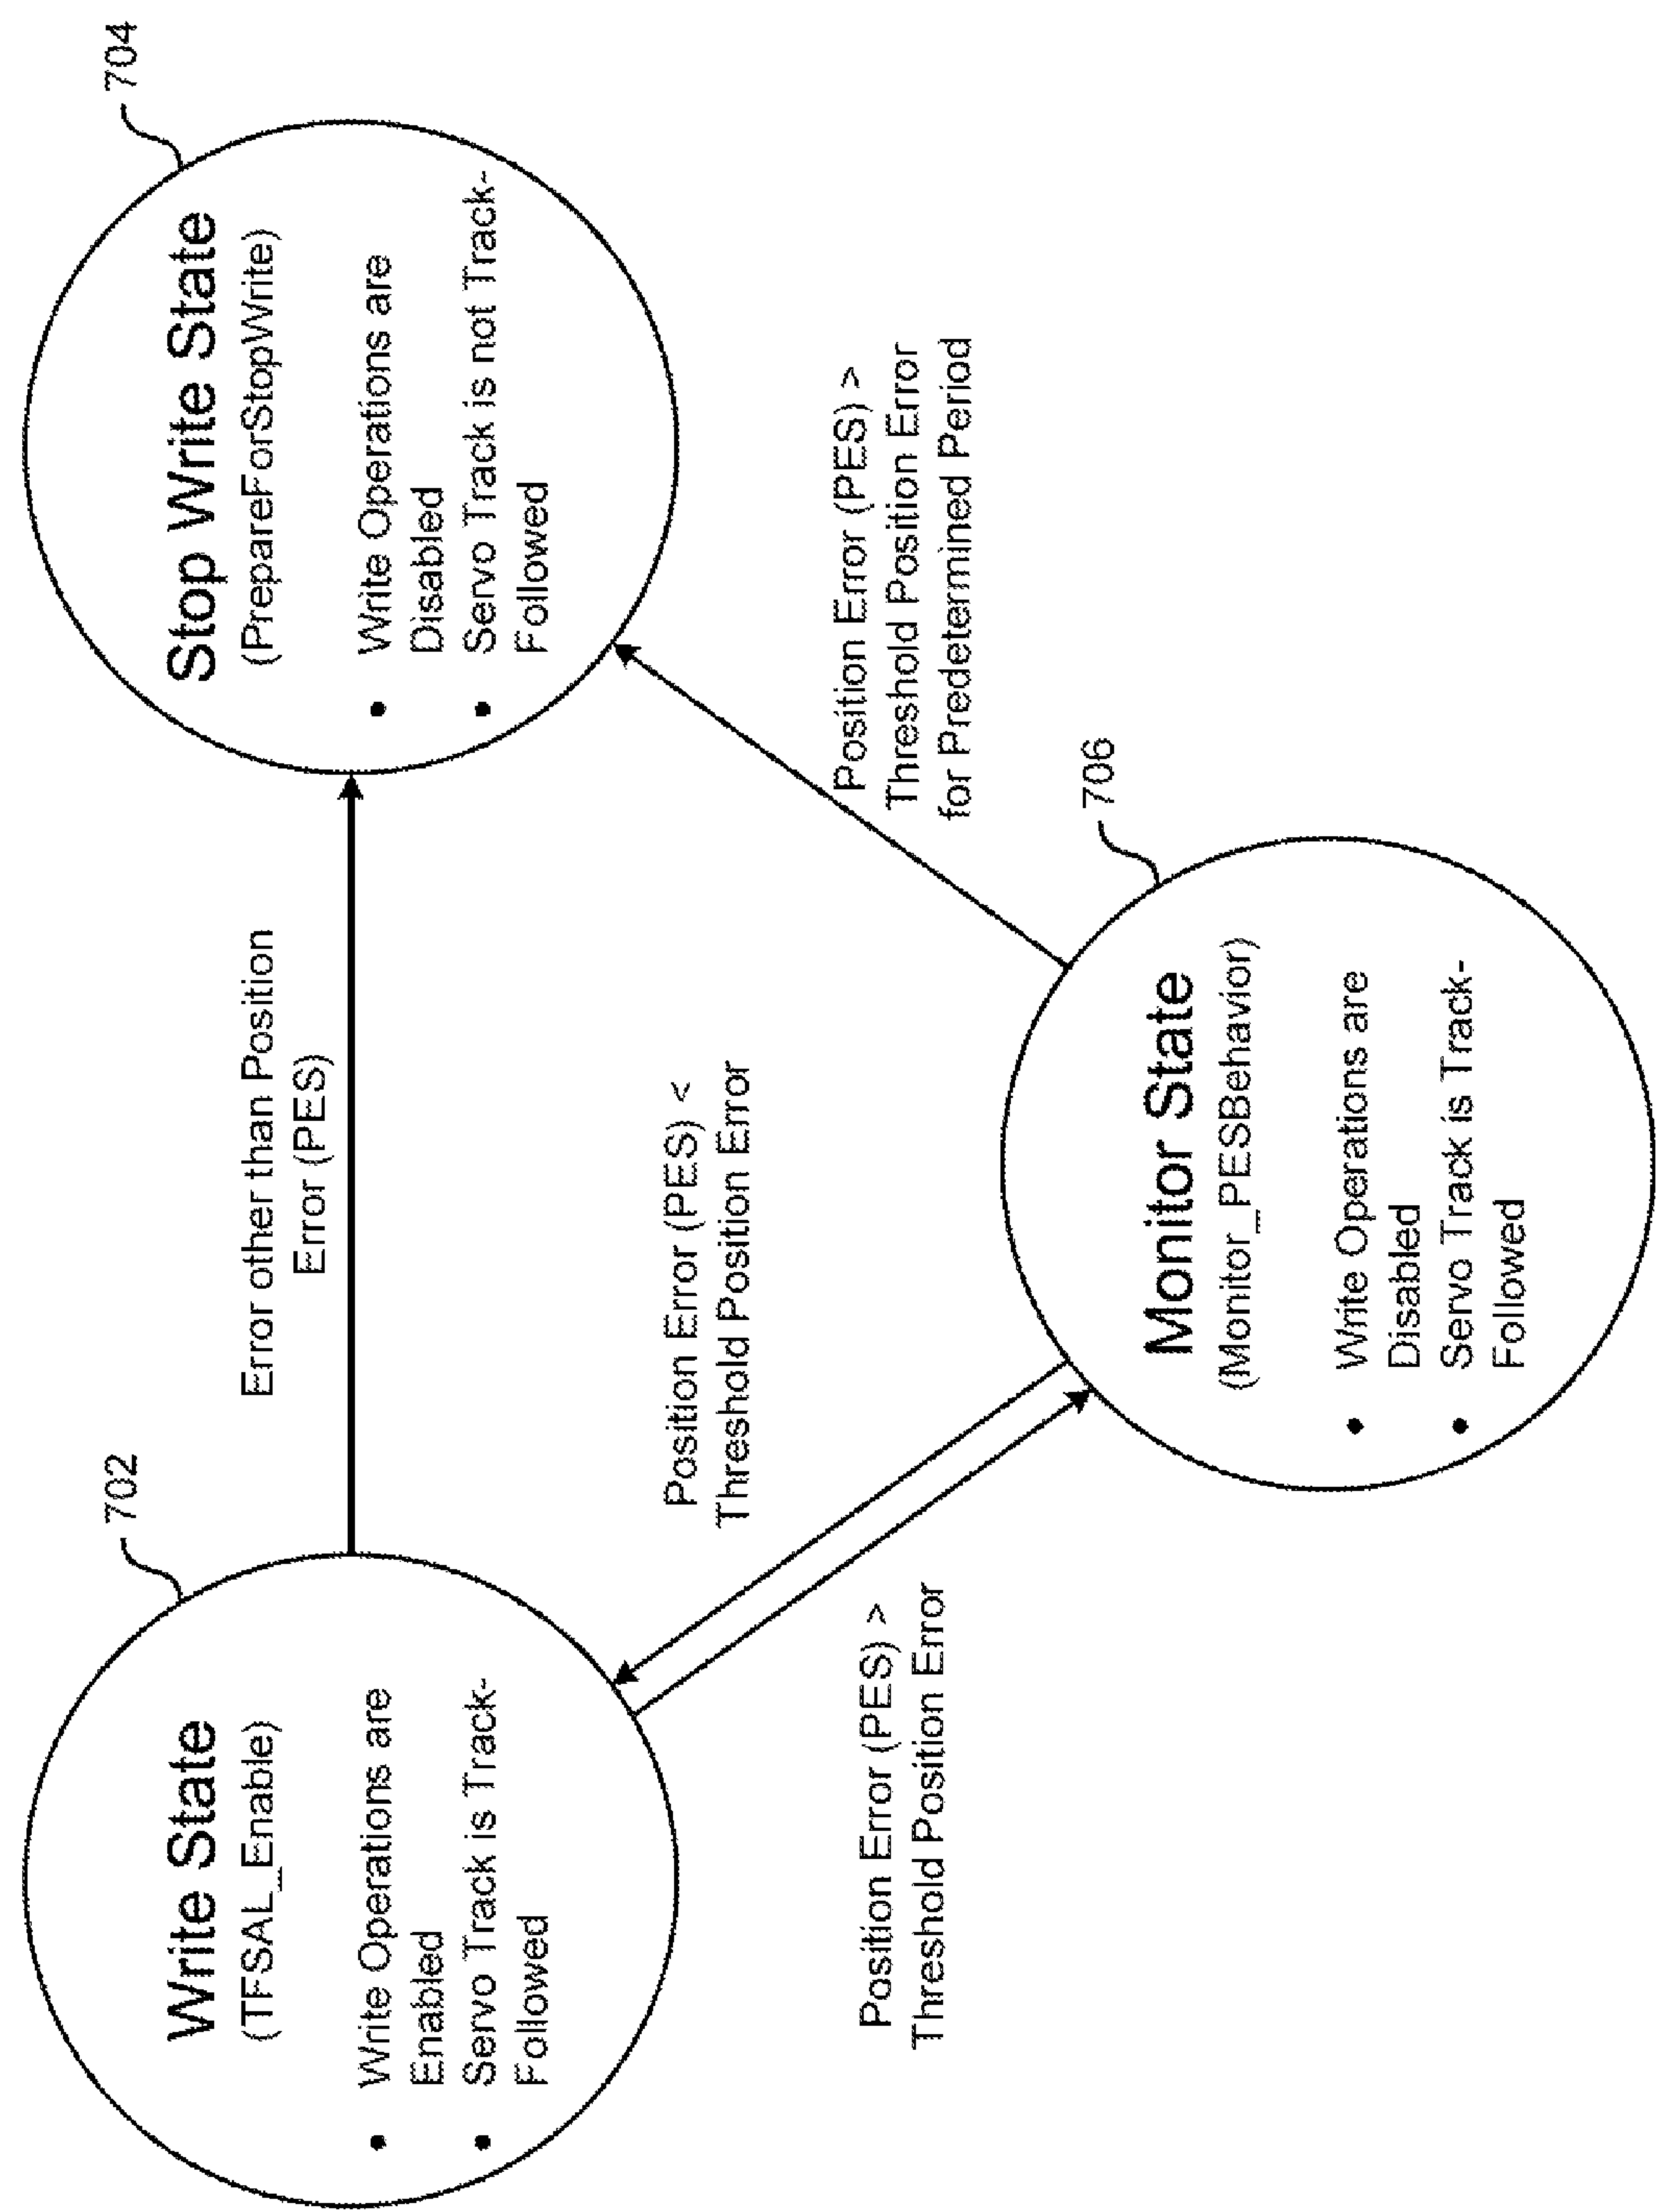 702
Write State
(TFSAL_Enable)
• Write Operations are
Enabled
• Servo Track is Track-
Followed
Error other than Position
Error (PES)
704
Stop Write State
(PrepareForStopWrite)
• Write Operations are
Disabled
• Servo Track is not Track-
Followed
Position Error (PES) <
Threshold Position Error
Position Error (PES) >
Threshold Position Error
Position Error (PES) >
Threshold Position Error
for Predetermined Period
706
Monitor State
(Monitor_PESBehavior)
• Write Operations are
Disabled
• Servo Track is Track-
Followed